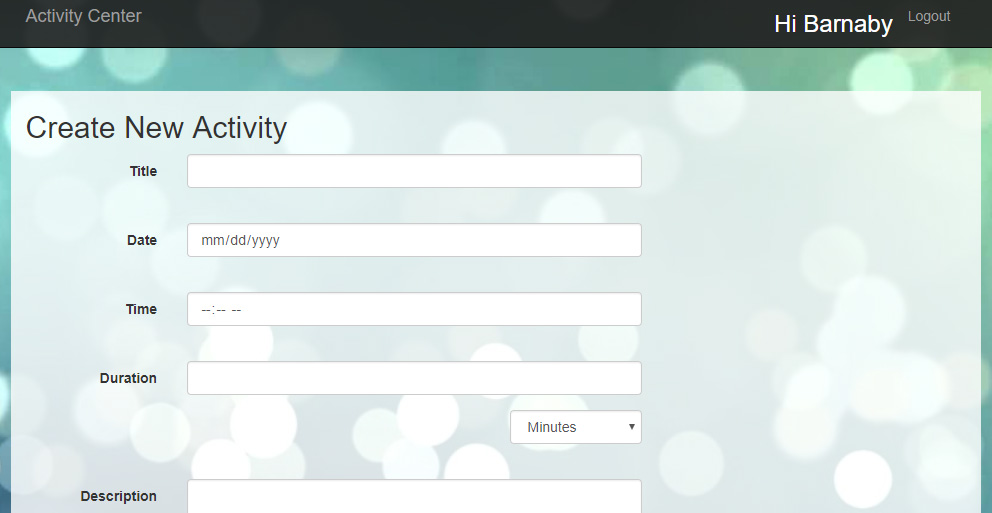 Activity Center
Hi Barnaby
Logout
Create New Activity
Title
Date
mm/dd/yyyy
Time
--:-- --
Duration
Minutes
Description